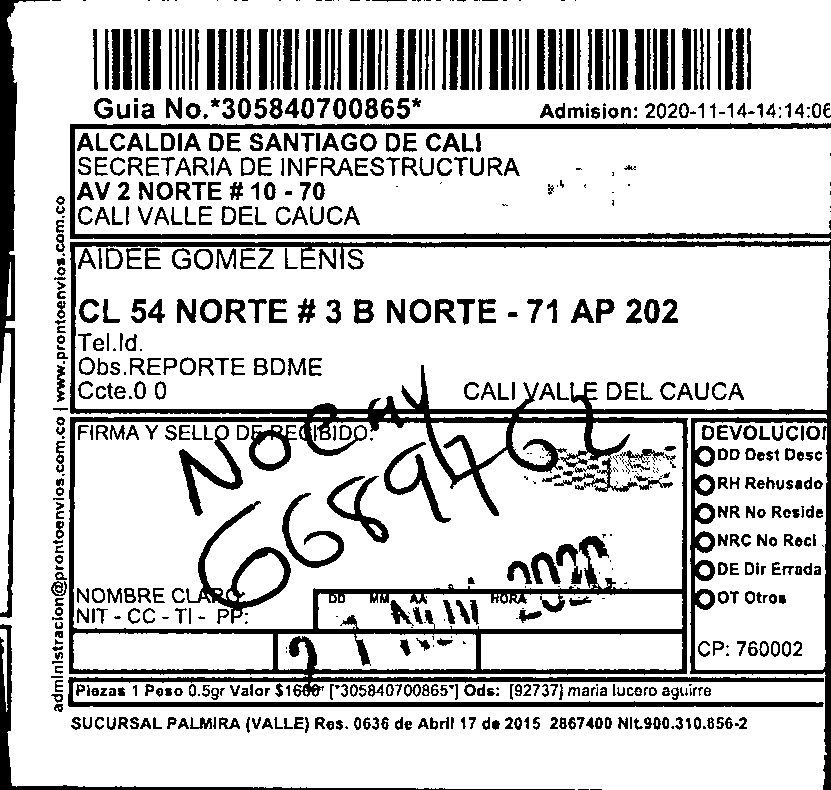 Guia No.*305840700865*
Admision: 2020-11-14-14:14:06
ALCALDIA DE SANTIAGO DE CALI
SECRETARIA DE INFRAESTRUCTURA
AV 2 NORTE # 10 - 70
CALI VALLE DEL CAUCA
AIDEE GOMEZ LENIS
CL 54 NORTE # 3 B NORTE - 71 AP 202
Tel.Id.
Obs.REPORTE BDME
Ccte.0 0
CALI VALLE DEL CAUCA
FIRMA Y SELLO DE RECIBIDO:
No
6689762
NOMBRE CLARO:
NIT - CC - TI - PP:
DD MM AA HORA
21 NOV 2020
DEVOLUCIO
DD Dest Desc
RH Rehusado
NR No Reside
NRC No Recl
DE Dir Errada
OT Otros
CP: 760002
Piezas 1 Peso 0.5gr Valor $1600 [*305840700865*] Ods: [92737] maria lucero aguirre
SUCURSAL PALMIRA (VALLE) Res. 0636 de Abril 17 de 2015 2867400 Nit.900.310.856-2
administracion@prontoenvios.com.co | www.prontoenvios.com.co